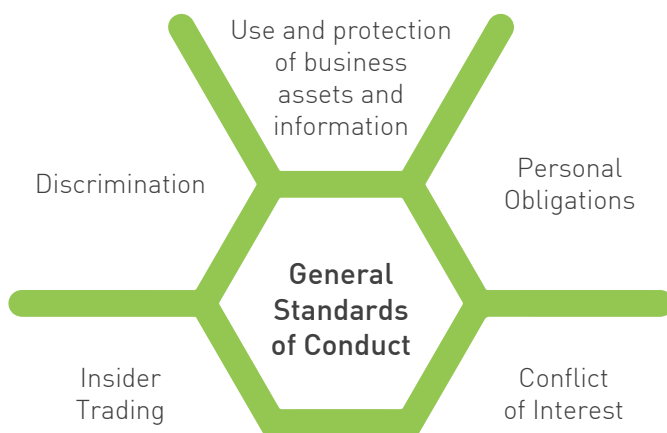 Use and protection
of business
assets and
information
Discrimination
Personal
Obligations
General
Standards
of Conduct
Insider
Trading
Conflict
of Interest